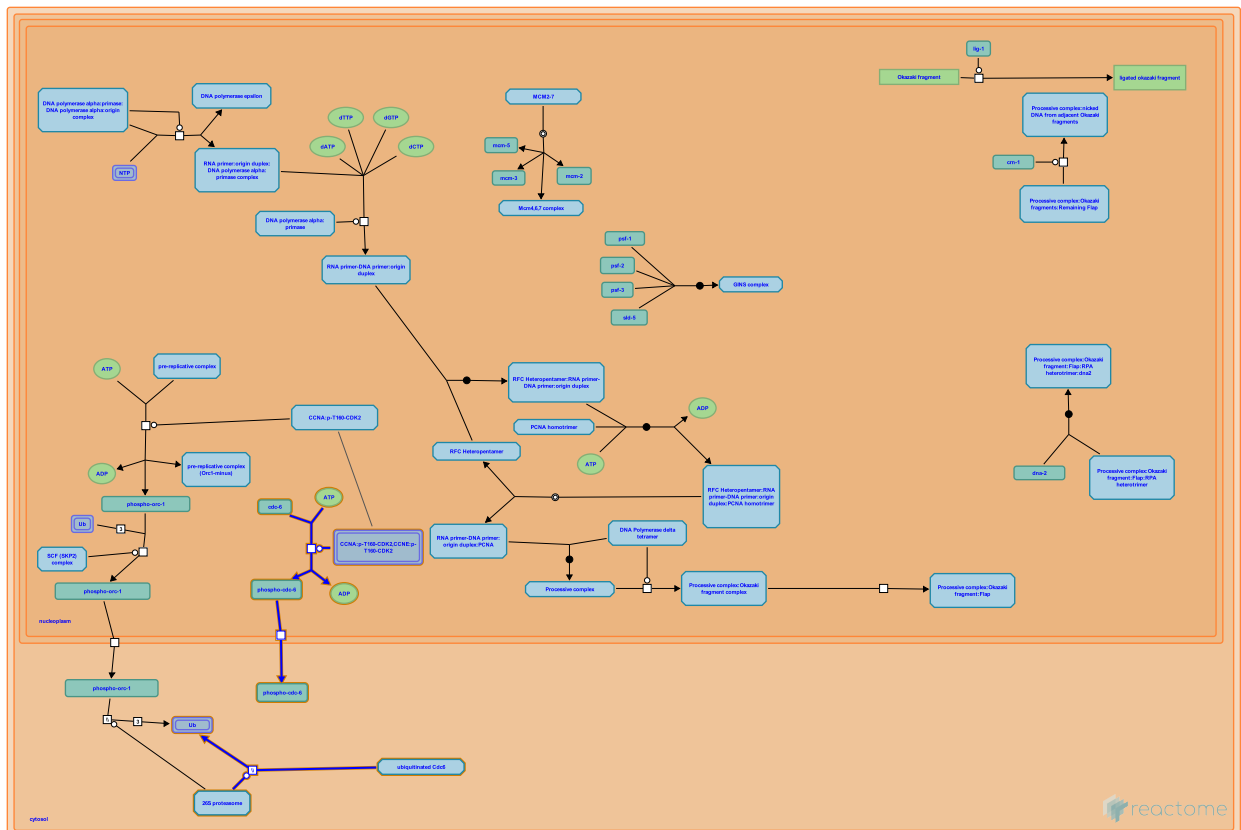 lig-1
Okazaki fragment
ligated okazaki fragment
DNA polymerase alpha:primase:
DNA polymerase alpha:origin
complex
DNA polymerase epsilon
MCM2-7
Processive complex:nicked
DNA from adjacent Okazaki
fragments
dTTP
dGTP
dATP
dCTP
mcm-5
mcm-3
mcm-2
NTP
RNA primer:origin duplex:
DNA polymerase alpha:
primase complex
crn-1
Mcm4,6,7 complex
Processive complex:Okazaki
fragments:Remaining Flap
DNA polymerase alpha:
primase
psf-1
psf-2
psf-3
sld-5
GINS complex
RNA primer-DNA primer:origin
duplex
ATP
pre-replicative complex
RFC Heteropentamer:RNA primer-
DNA primer:origin duplex
Processive complex:Okazaki
fragment:Flap:RPA
heterotrimer:dna2
CCNA:p-T160-CDK2
PCNA homotrimer
ADP
RFC Heteropentamer
ATP
ADP
pre-replicative complex
(Orc1-minus)
dna-2
Processive complex:Okazaki
fragment:Flap:RPA
heterotrimer
phospho-orc-1
cdc-6
ATP
RFC Heteropentamer:RNA
primer-DNA primer:origin
duplex:PCNA homotrimer
Ub
3
CCNA:p-T160-CDK2,CCNE:p-
T160-CDK2
RNA primer-DNA primer:
origin duplex:PCNA
DNA Polymerase delta
tetramer
SCF (SKP2)
complex
phospho-orc-1
phospho-cdc-6
ADP
Processive complex
Processive complex:Okazaki
fragment complex
Processive complex:Okazaki
fragment:Flap
nucleoplasm
phospho-orc-1
phospho-cdc-6
3
Ub
ubiquitinated Cdc6
26S proteasome
cytosol
reactome